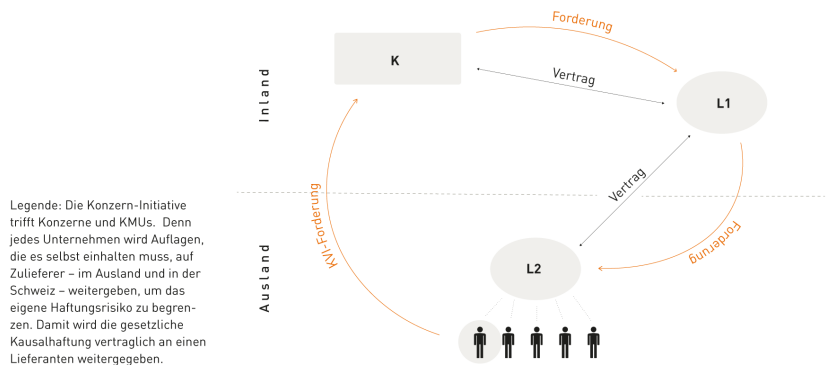 Forderung
K
Vertrag
L1
Inland
Vertrag
KVI-Forderung
Forderung
Legende: Die Konzern-Initiative
trifft Konzerne und KMUs. Denn
jedes Unternehmen wird Auflagen,
die es selbst einhalten muss, auf
Zulieferer – im Ausland und in der
Schweiz – weitergeben, um das
eigene Haftungsrisiko zu begren-
zen. Damit wird die gesetzliche
Kausalhaftung vertraglich an einen
Lieferanten weitergegeben.
Ausland
L2